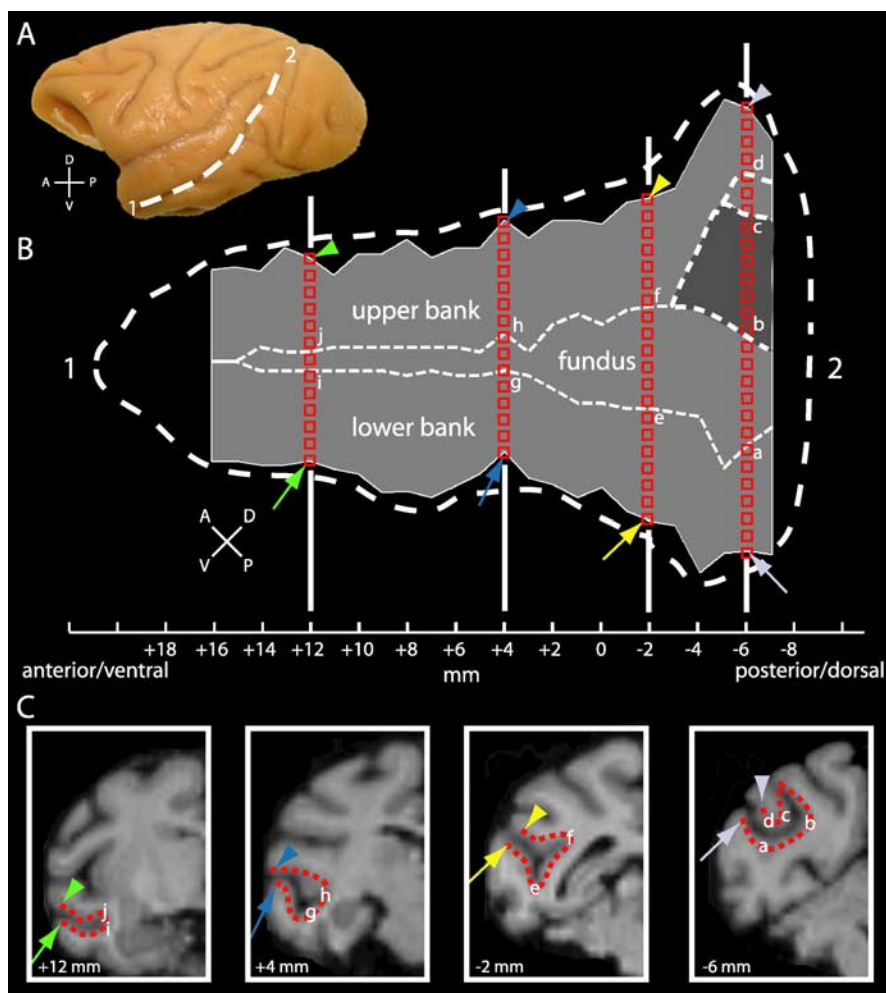 A
2
D
A P
V
1
B
d
c
upper bank
f
b
j
h
1
fundus
2
i
g
lower bank
e
a
A D
V P
+18 +16 +14 +12 +10 +8 +6 +4 +2 0 -2 -4 -6 -8
anterior/ventral mm posterior/dorsal
C
j
i
+12 mm
h
g
+4 mm
f
e
-2 mm
d c b
a
-6 mm